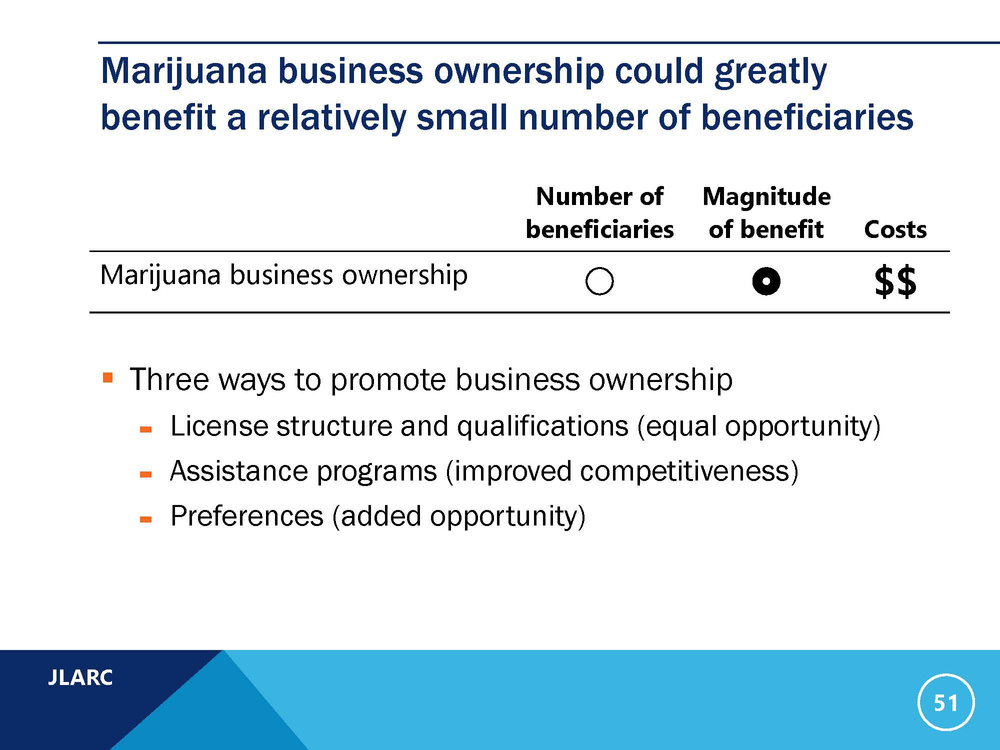 Marijuana business ownership could greatly
benefit a relatively small number of beneficiaries
Number of Magnitude
beneficiaries of benefit Costs
Marijuana business ownership $$
Three ways to promote business ownership
License structure and qualifications (equal opportunity)
Assistance programs (improved competitiveness)
Preferences (added opportunity)
JLARC
51